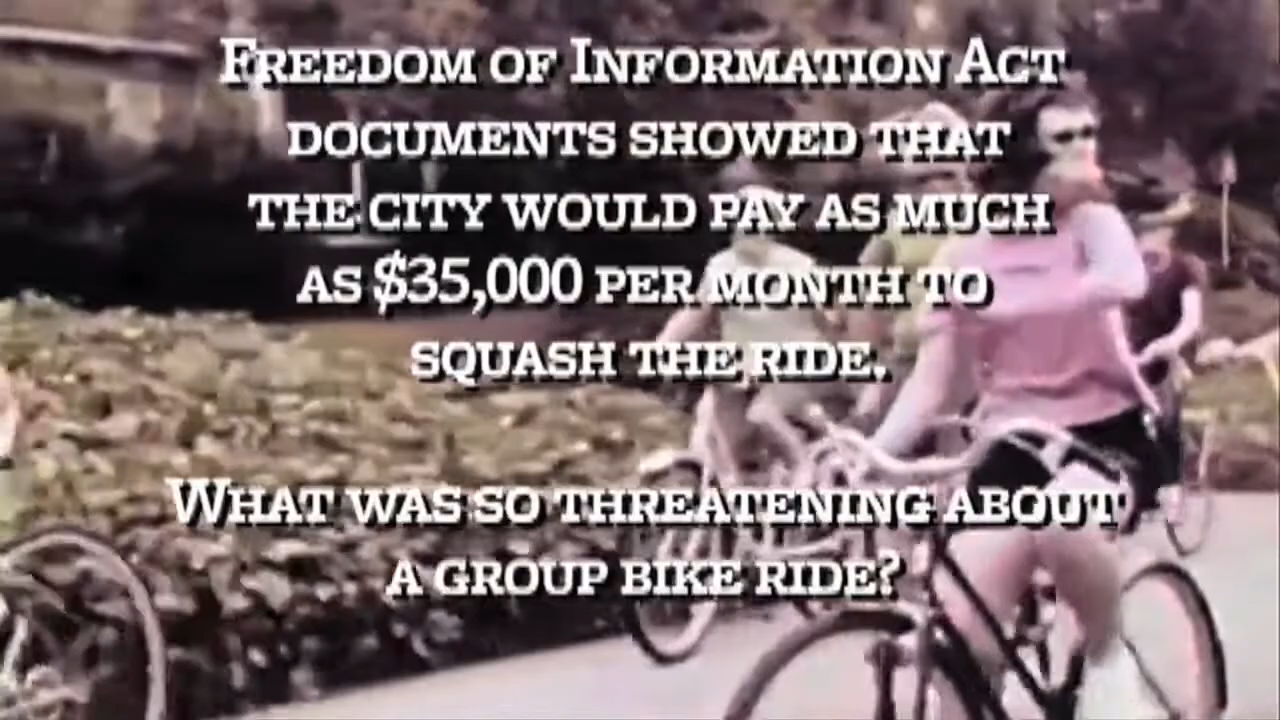 Freedom of Information Act
documents showed that
the city would pay as much
as $35,000 per month to
squash the ride.
What was so threatening about
a group bike ride?